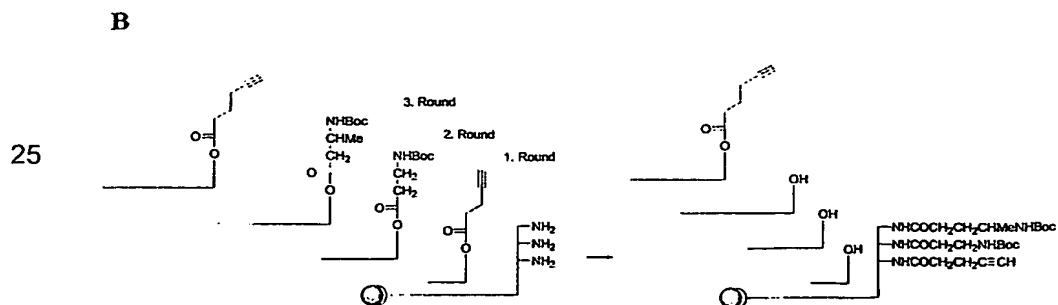 B
25
3. Round
2. Round
1. Round
O
O
NHBoc
CHMe
CH2
O
O
NHBoc
CH2
CH2
O
O
O
O
NH2
NH2
NH2
O
O
OH
OH
OH
NHCOCH2CH2CHMeNHBoc
NHCOCH2CH2NHBoc
NHCOCH2CH2C≡CH